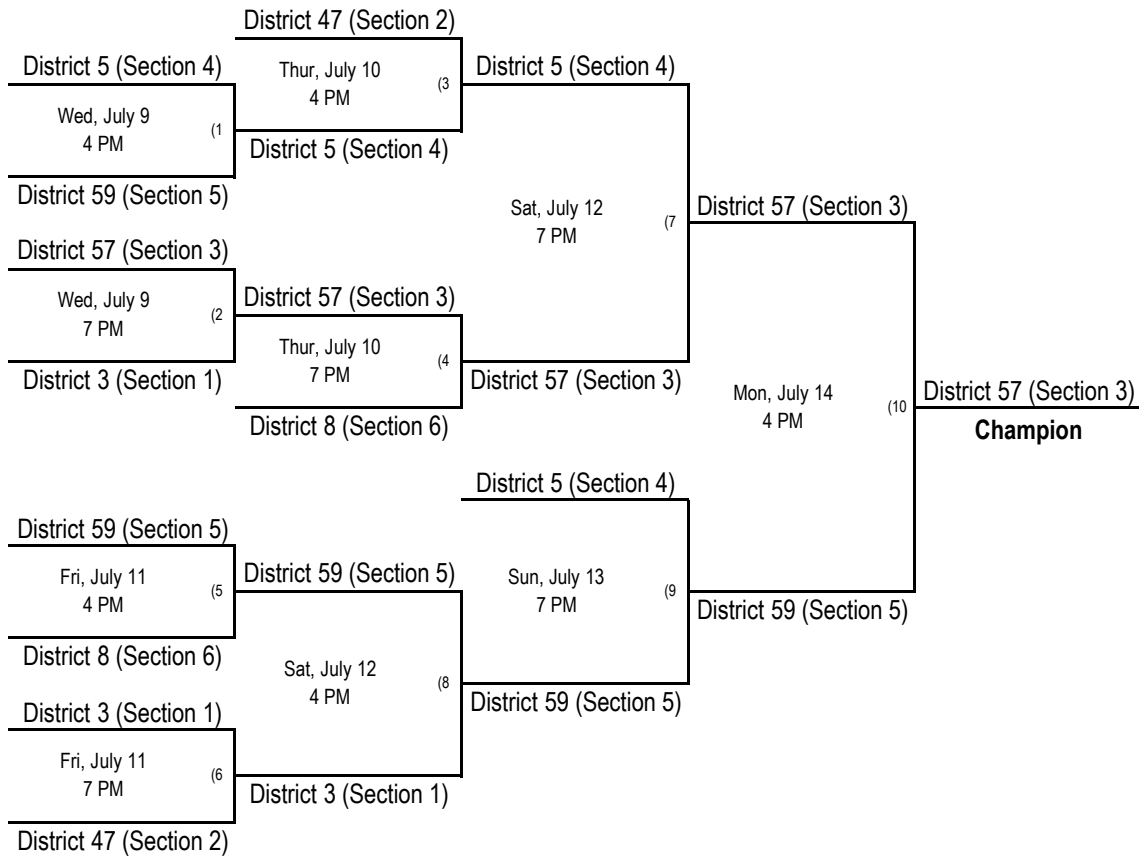 District 47 (Section 2)
District 5 (Section 4)
Thur, July 10
4 PM
(3
District 5 (Section 4)
Wed, July 9
4 PM
(1
District 5 (Section 4)
District 59 (Section 5)
Sat, July 12
7 PM
(7
District 57 (Section 3)
District 57 (Section 3)
Wed, July 9
7 PM
(2
District 57 (Section 3)
District 3 (Section 1)
Thur, July 10
7 PM
(4
District 57 (Section 3)
District 8 (Section 6)
Mon, July 14
4 PM
(10
District 57 (Section 3)
Champion
District 5 (Section 4)
District 59 (Section 5)
Fri, July 11
4 PM
(5
District 59 (Section 5)
Sun, July 13
7 PM
(9
District 59 (Section 5)
District 8 (Section 6)
Sat, July 12
4 PM
(8
District 59 (Section 5)
District 3 (Section 1)
Fri, July 11
7 PM
(6
District 3 (Section 1)
District 47 (Section 2)